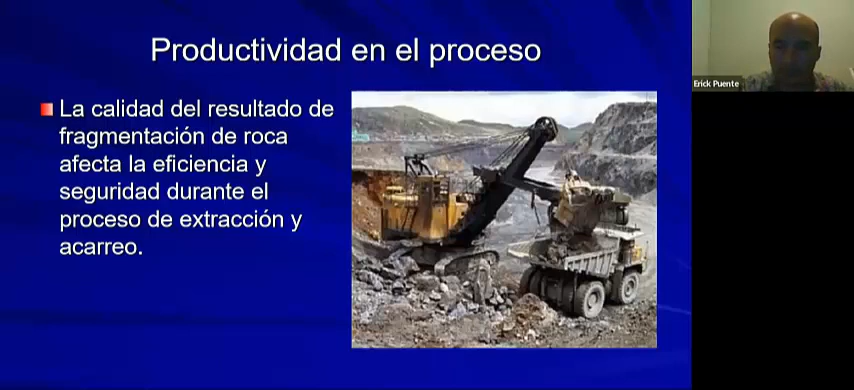 Productividad en el proceso
La calidad del resultado de
fragmentación de roca
afecta la eficiencia y
seguridad durante el
proceso de extracción y
acarreo.
Erick Puente